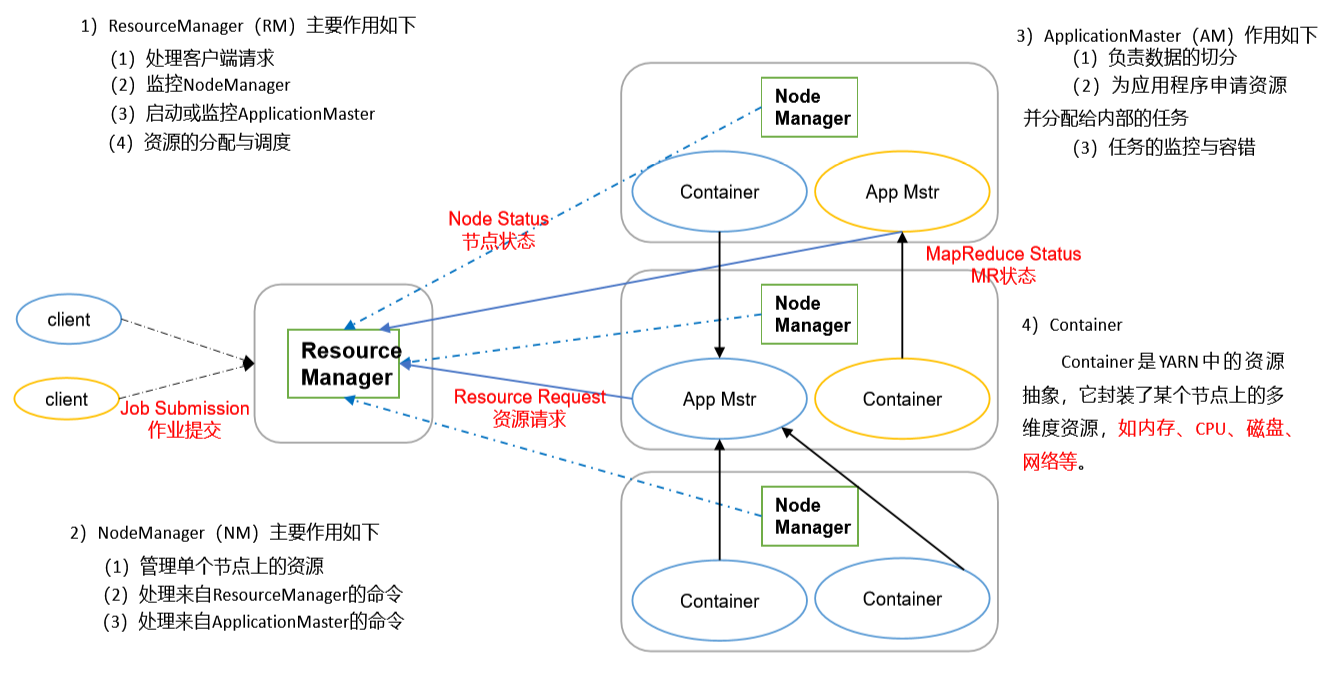 1）ResourceManager（RM）主要作用如下
（1）处理客户端请求
（2）监控NodeManager
（3）启动或监控ApplicationMaster
（4）资源的分配与调度
3）ApplicationMaster（AM）作用如下
（1）负责数据的切分
（2）为应用程序申请资源
并分配给内部的任务
（3）任务的监控与容错
Node
Manager
Container
App Mstr
Node Status
节点状态
MapReduce Status
MR状态
Node
Manager
client
client
Resource
Manager
Job Submission
作业提交
Resource Request
资源请求
App Mstr
Container
4）Container
Container是YARN中的资源
抽象，它封装了某个节点上的多
维度资源，如内存、CPU、磁盘、
网络等。
Node
Manager
Container
Container
2）NodeManager（NM）主要作用如下
（1）管理单个节点上的资源
（2）处理来自ResourceManager的命令
（3）处理来自ApplicationMaster的命令